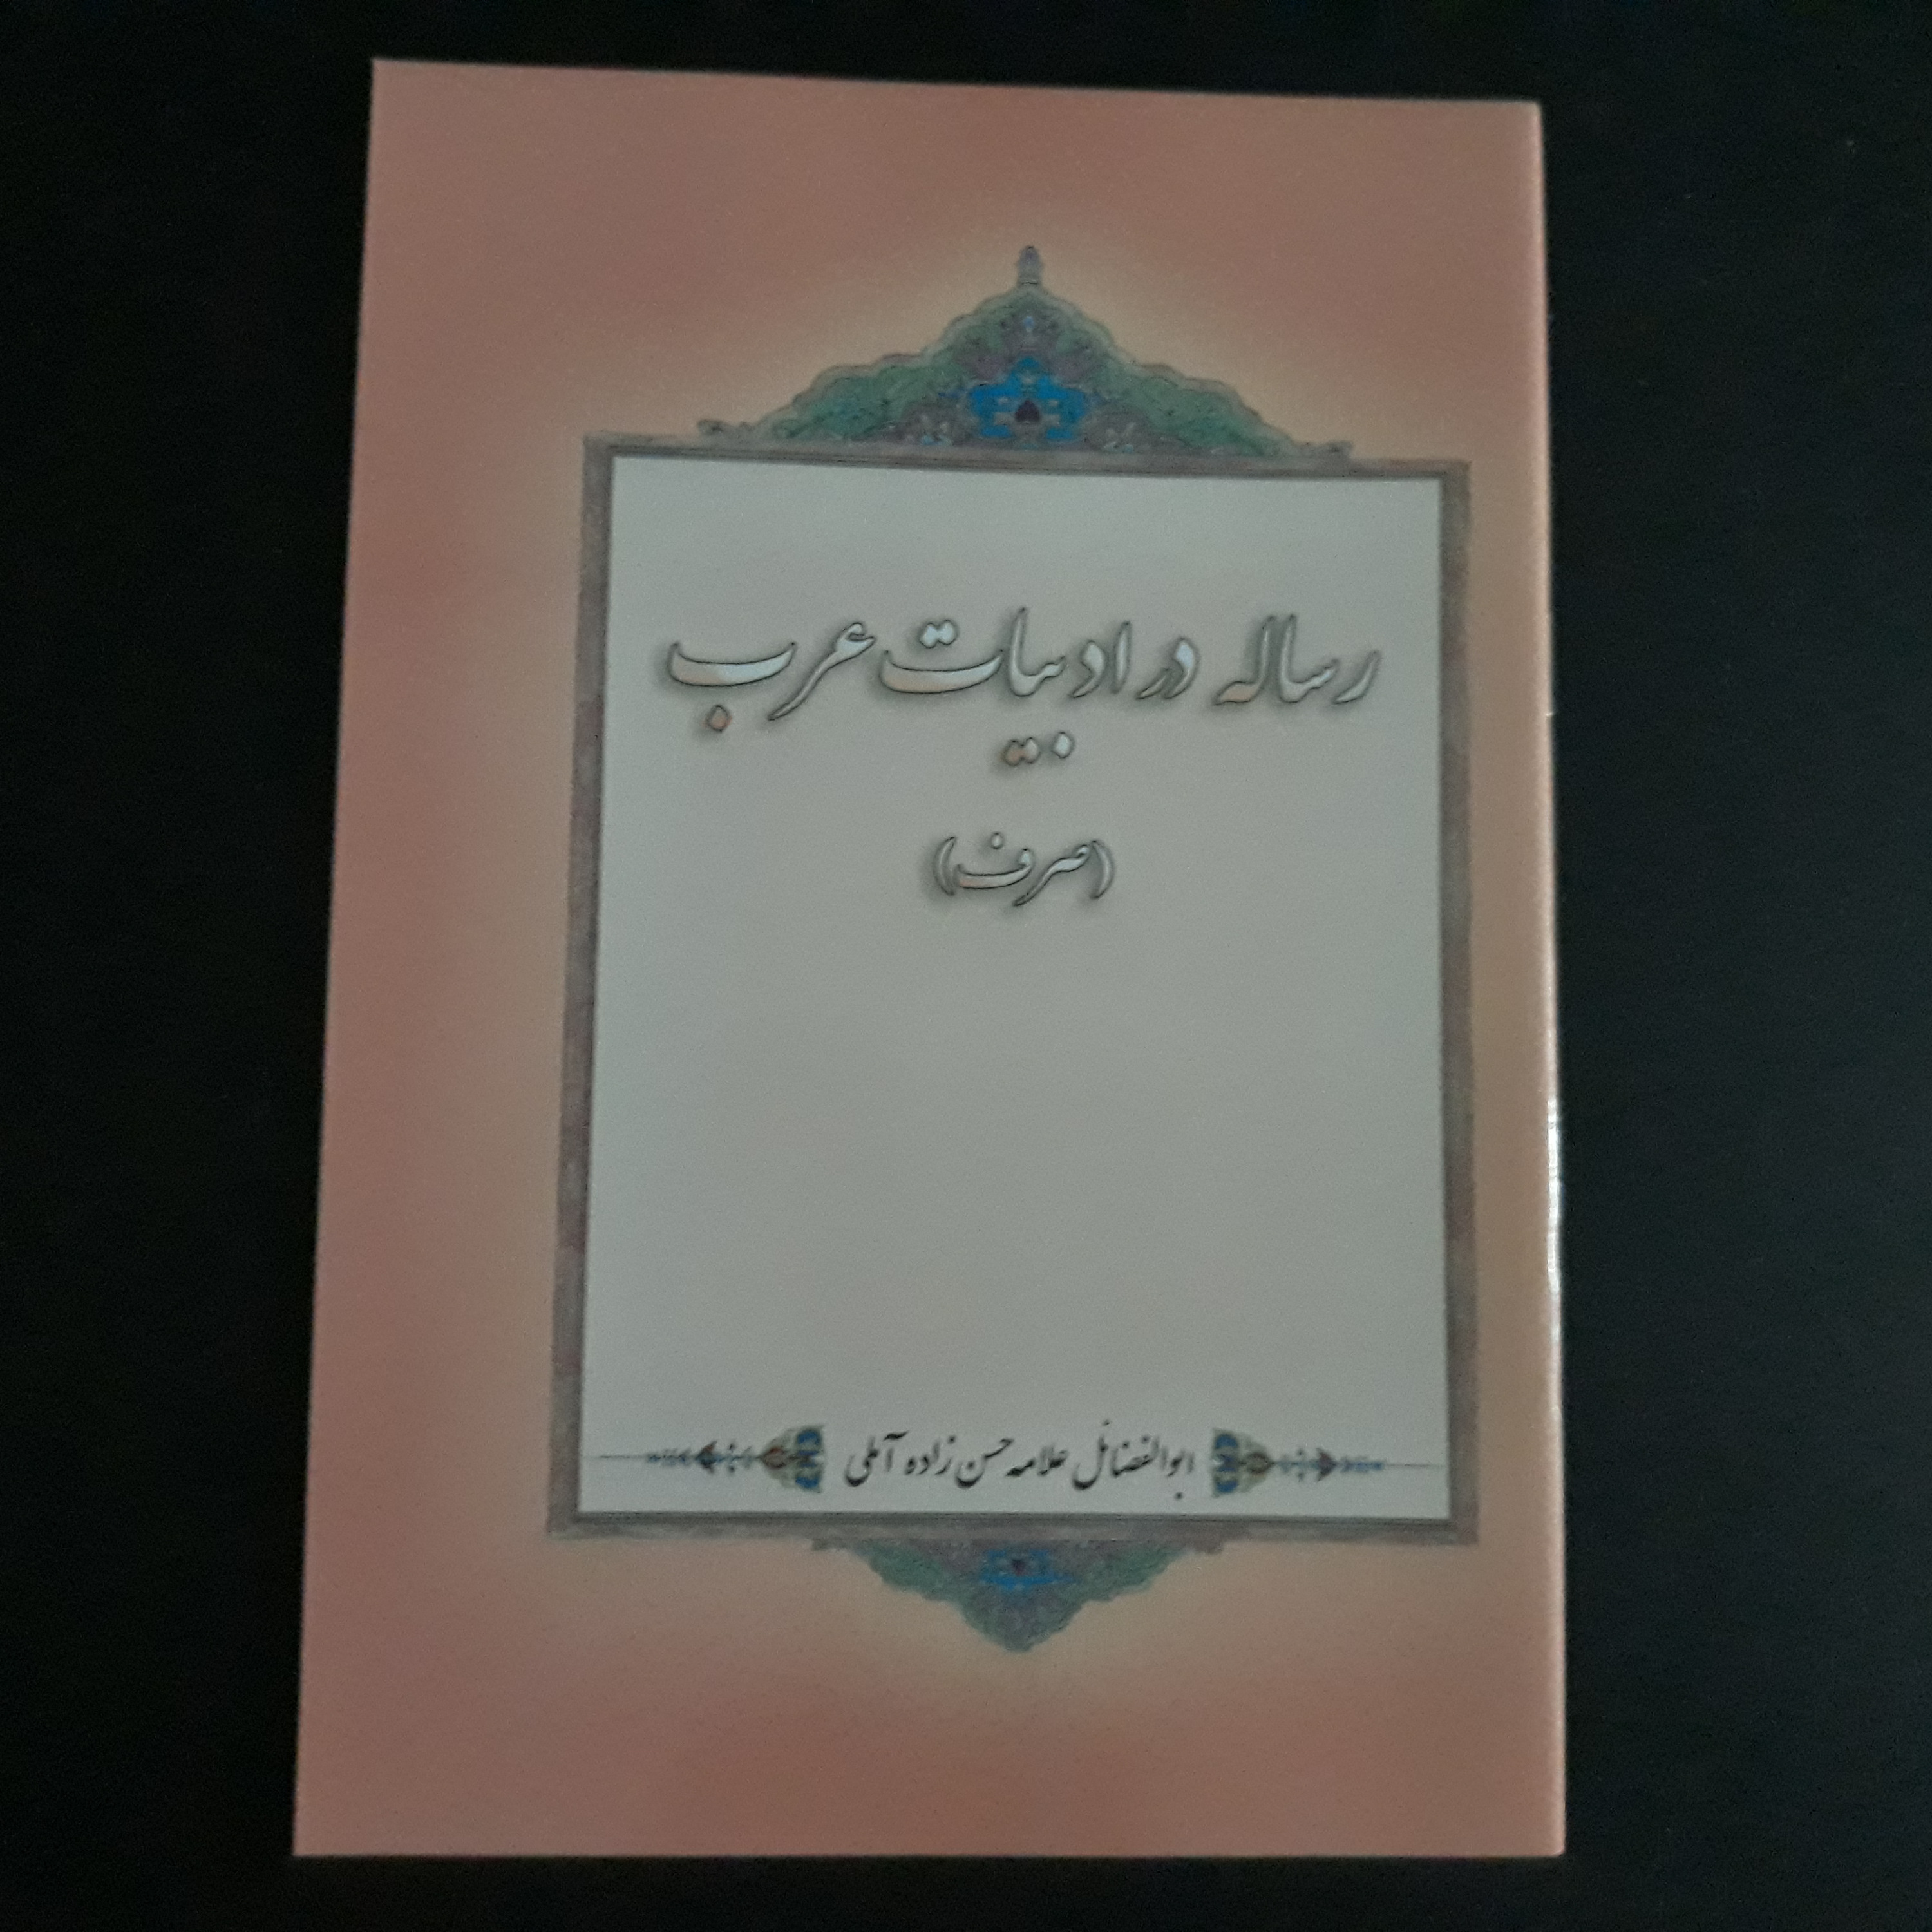 رساله در ادبیات عرب
(صرف)
ابوالفضائل علامه حسن زاده آملی